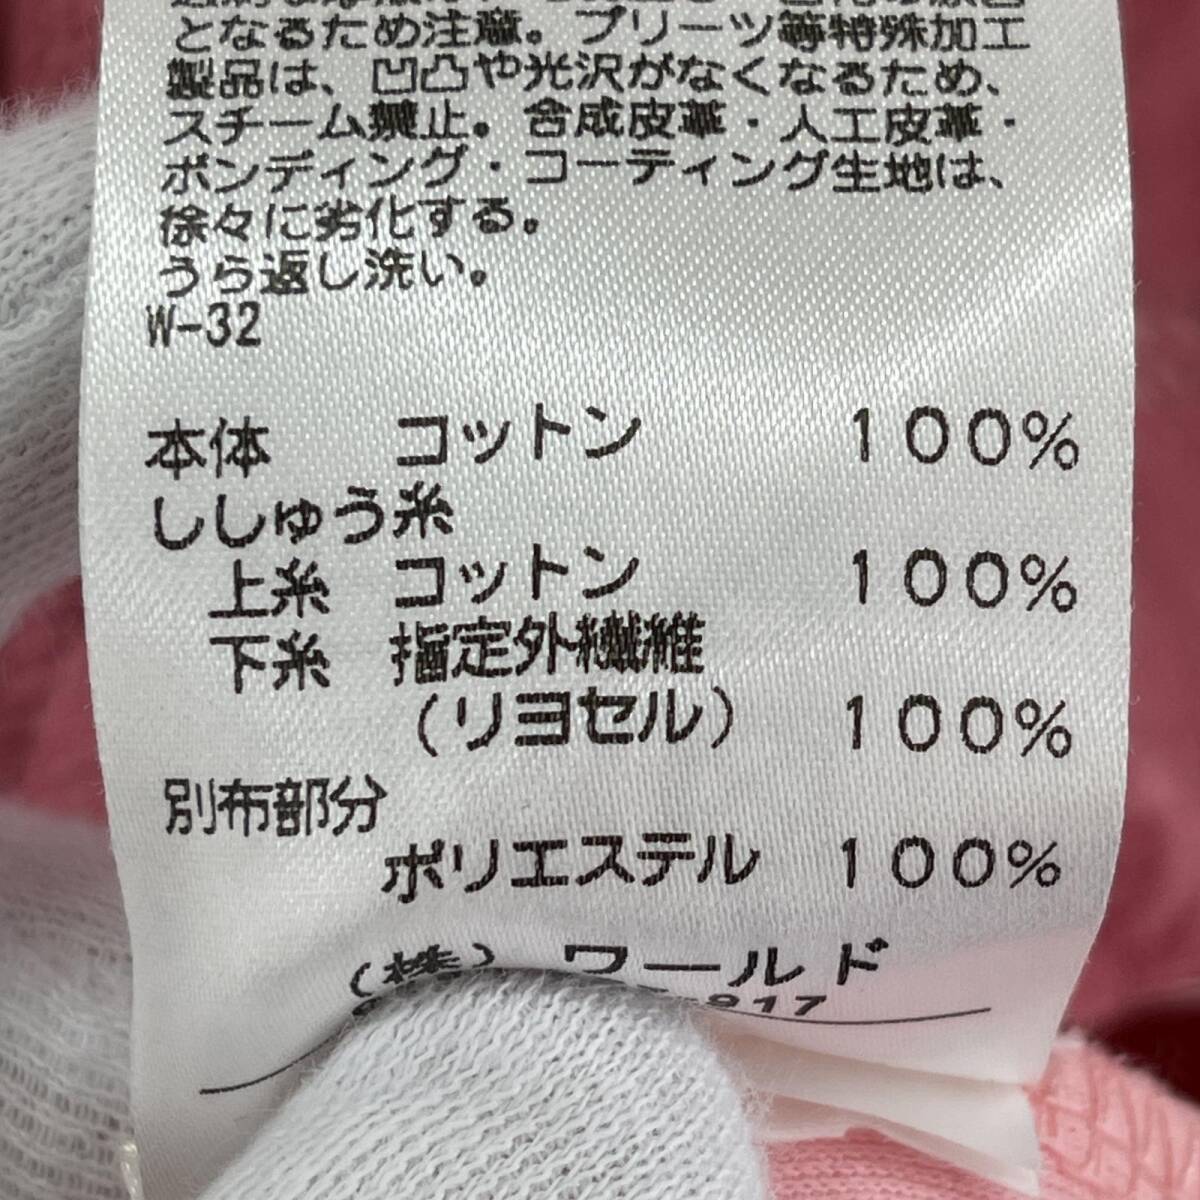 となるため注意。プリーツ等特殊加工
製品は、凹凸や光沢がなくなるため、
スチーム禁止。合成皮革・人工皮革・
ボンディング・コーティング生地は、
徐々に劣化する。
うら返し洗い。
W-32
本体 コットン 100%
ししゅう糸
上糸 コットン 100%
下糸 指定外繊維
(リヨセル) 100%
別布部分
ポリエステル 100%
(株) ワールド
817